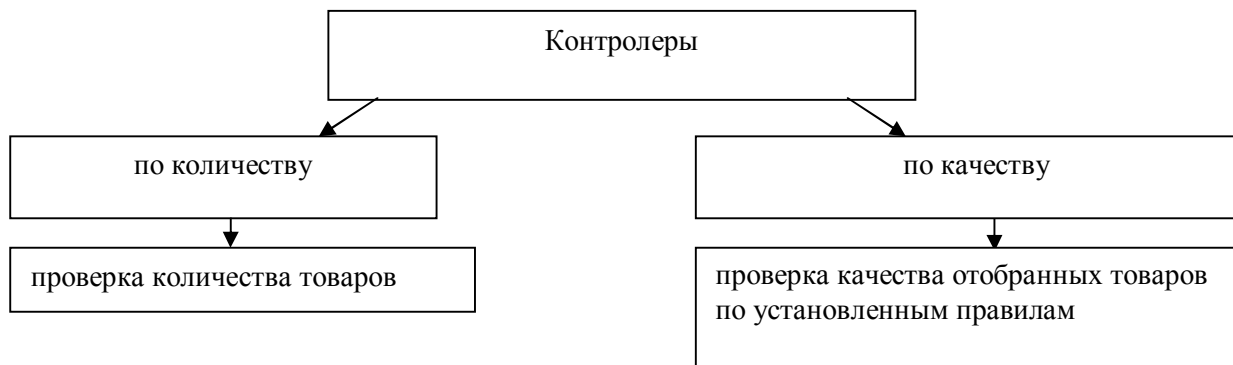 Контролеры
по количеству
по качеству
проверка количества товаров
проверка качества отобранных товаров
по установленным правилам